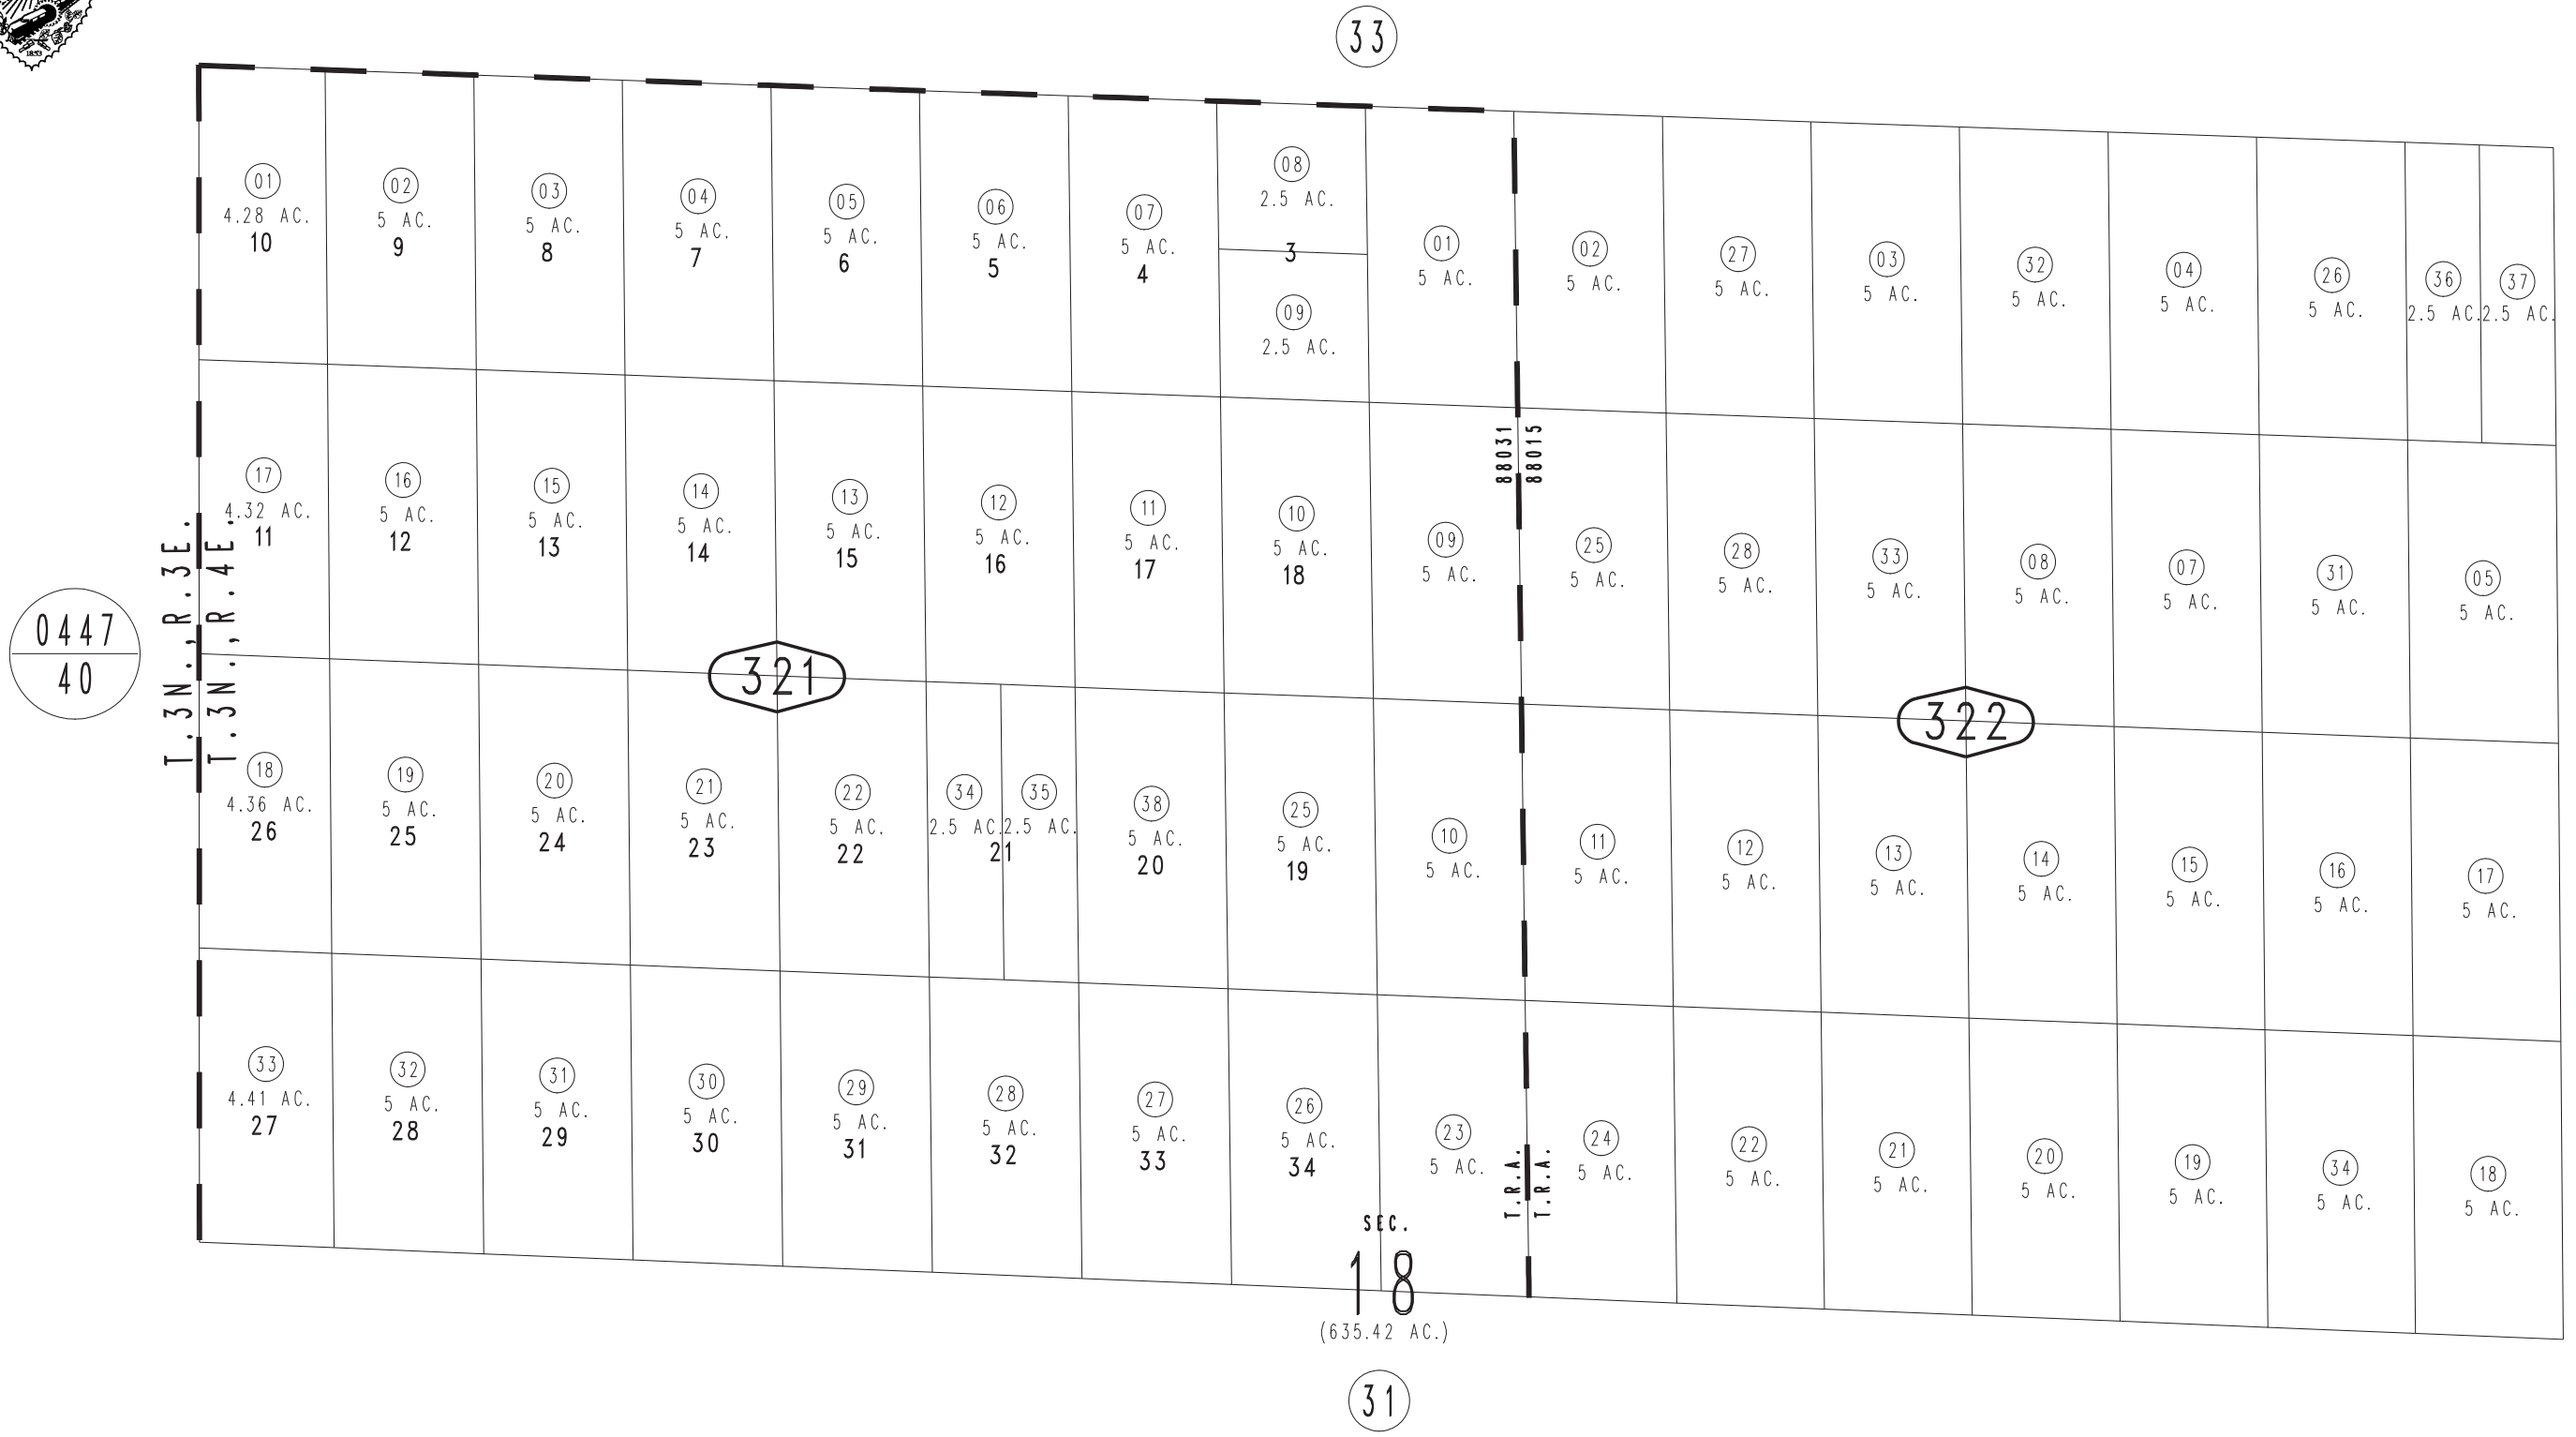 1853
33
01 4.28 AC. 10
02 5 AC. 9
03 5 AC. 8
04 5 AC. 7
05 5 AC. 6
06 5 AC. 5
07 5 AC. 4
08 2.5 AC.
3
09 2.5 AC.
01 5 AC.
02 5 AC.
27 5 AC.
03 5 AC.
32 5 AC.
04 5 AC.
26 5 AC.
36 2.5 AC.
37 2.5 AC.
88031
88015
17 4.32 AC. 11
16 5 AC. 12
15 5 AC. 13
14 5 AC. 14
13 5 AC. 15
12 5 AC. 16
11 5 AC. 17
10 5 AC. 18
09 5 AC.
25 5 AC.
28 5 AC.
33 5 AC.
08 5 AC.
07 5 AC.
31 5 AC.
05 5 AC.
T.3N.,R.3E.
T.3N.,R.4E.
0447
40
321
322
18 4.36 AC. 26
19 5 AC. 25
20 5 AC. 24
21 5 AC. 23
22 5 AC. 22
34 2.5 AC.
35 2.5 AC.
21
38 5 AC. 20
25 5 AC. 19
10 5 AC.
11 5 AC.
12 5 AC.
13 5 AC.
14 5 AC.
15 5 AC.
16 5 AC.
17 5 AC.
33 4.41 AC. 27
32 5 AC. 28
31 5 AC. 29
30 5 AC. 30
29 5 AC. 31
28 5 AC. 32
27 5 AC. 33
26 5 AC. 34
23 5 AC.
24 5 AC.
22 5 AC.
21 5 AC.
20 5 AC.
19 5 AC.
34 5 AC.
18 5 AC.
T.R.A.
T.R.A.
SEC.
18
(635.42 AC.)
31